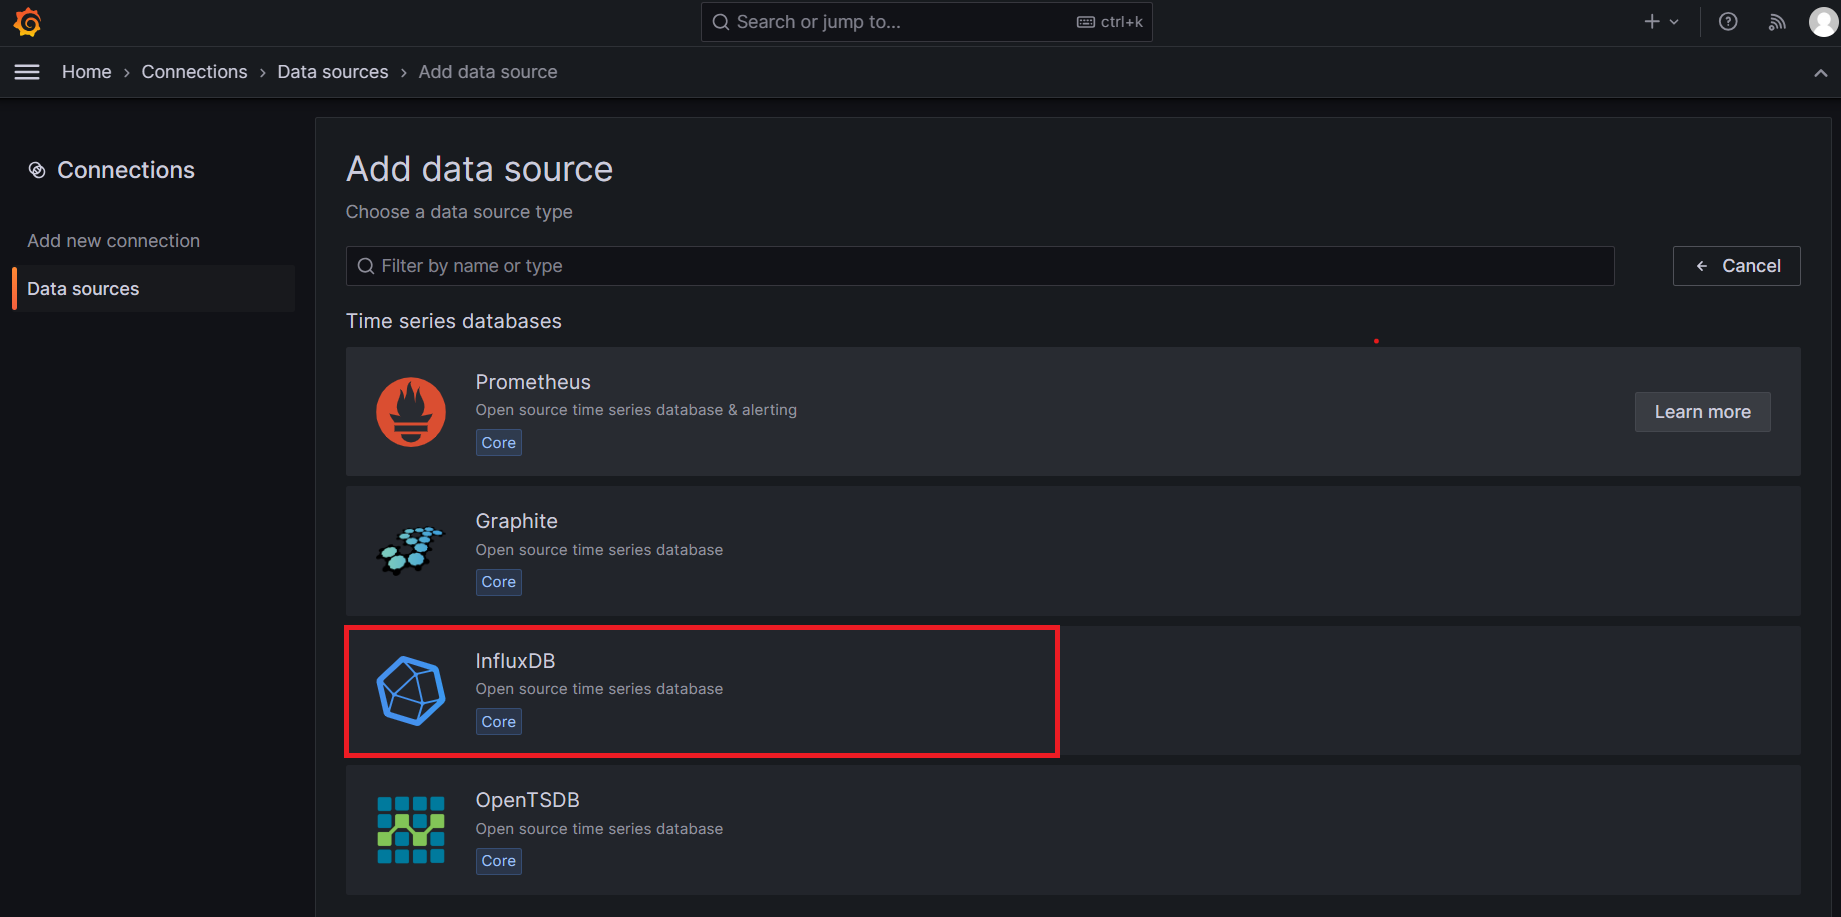 Search or jump to... ctrl+k
Home › Connections › Data sources › Add data source
Connections
Add new connection
Data sources
Add data source
Choose a data source type
Filter by name or type
Cancel
Time series databases
Prometheus
Open source time series database & alerting
Core
Learn more
Graphite
Open source time series database
Core
InfluxDB
Open source time series database
Core
OpenTSDB
Open source time series database
Core